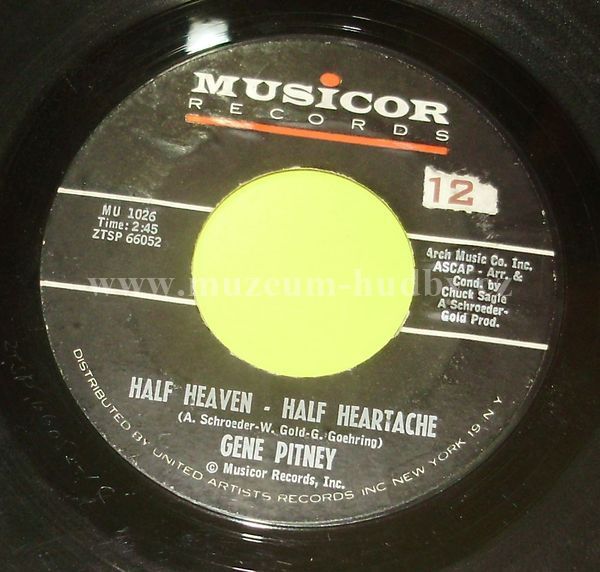 MUSICOR
RECORDS
12
MU 1026
Time: 2:45
ZTSP 66052
Arch Music Co. Inc.
ASCAP - Arr. &
Cond. by
Chuck Sagle
A Schroeder-
Gold Prod.
www.muzeum-hudby.cz
HALF HEAVEN - HALF HEARTACHE
(A. Schroeder-W. Gold-G. Goehring)
GENE PITNEY
© Musicor Records, Inc.
DISTRIBUTED BY UNITED ARTISTS RECORDS INC NEW YORK 19 N Y